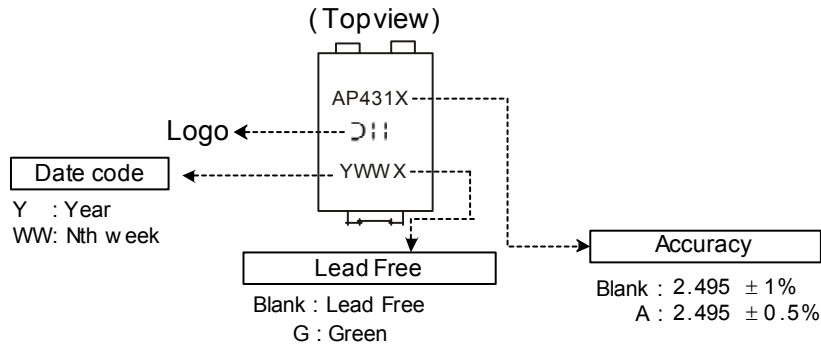 (Topview)
AP431X
Logo
YWWX
Date code
Y : Year
WW: Nth week
Lead Free
Blank : Lead Free
G : Green
Accuracy
Blank : 2.495 ±1%
A : 2.495 ±0.5%